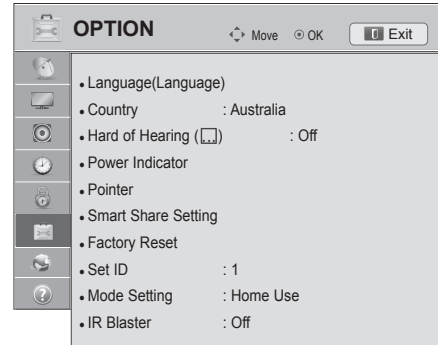 OPTION
Move OK Exit
• Language(Language)
• Country : Australia
• Hard of Hearing ( ) : Off
• Power Indicator
• Pointer
• Smart Share Setting
• Factory Reset
• Set ID : 1
• Mode Setting : Home Use
• IR Blaster : Off
?